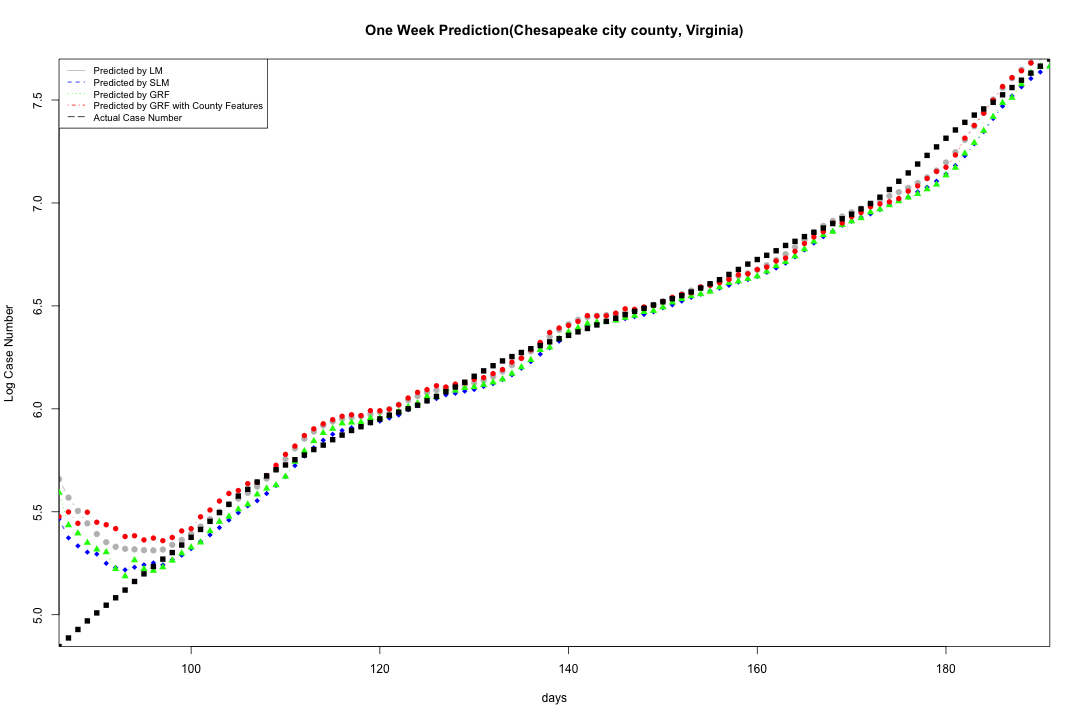 One Week Prediction(Chesapeake city county, Virginia)
Predicted by LM
Predicted by SLM
Predicted by GRF
Predicted by GRF with County Features
Actual Case Number
Log Case Number
7.5
7.0
6.5
6.0
5.5
5.0
100 120 140 160 180
days